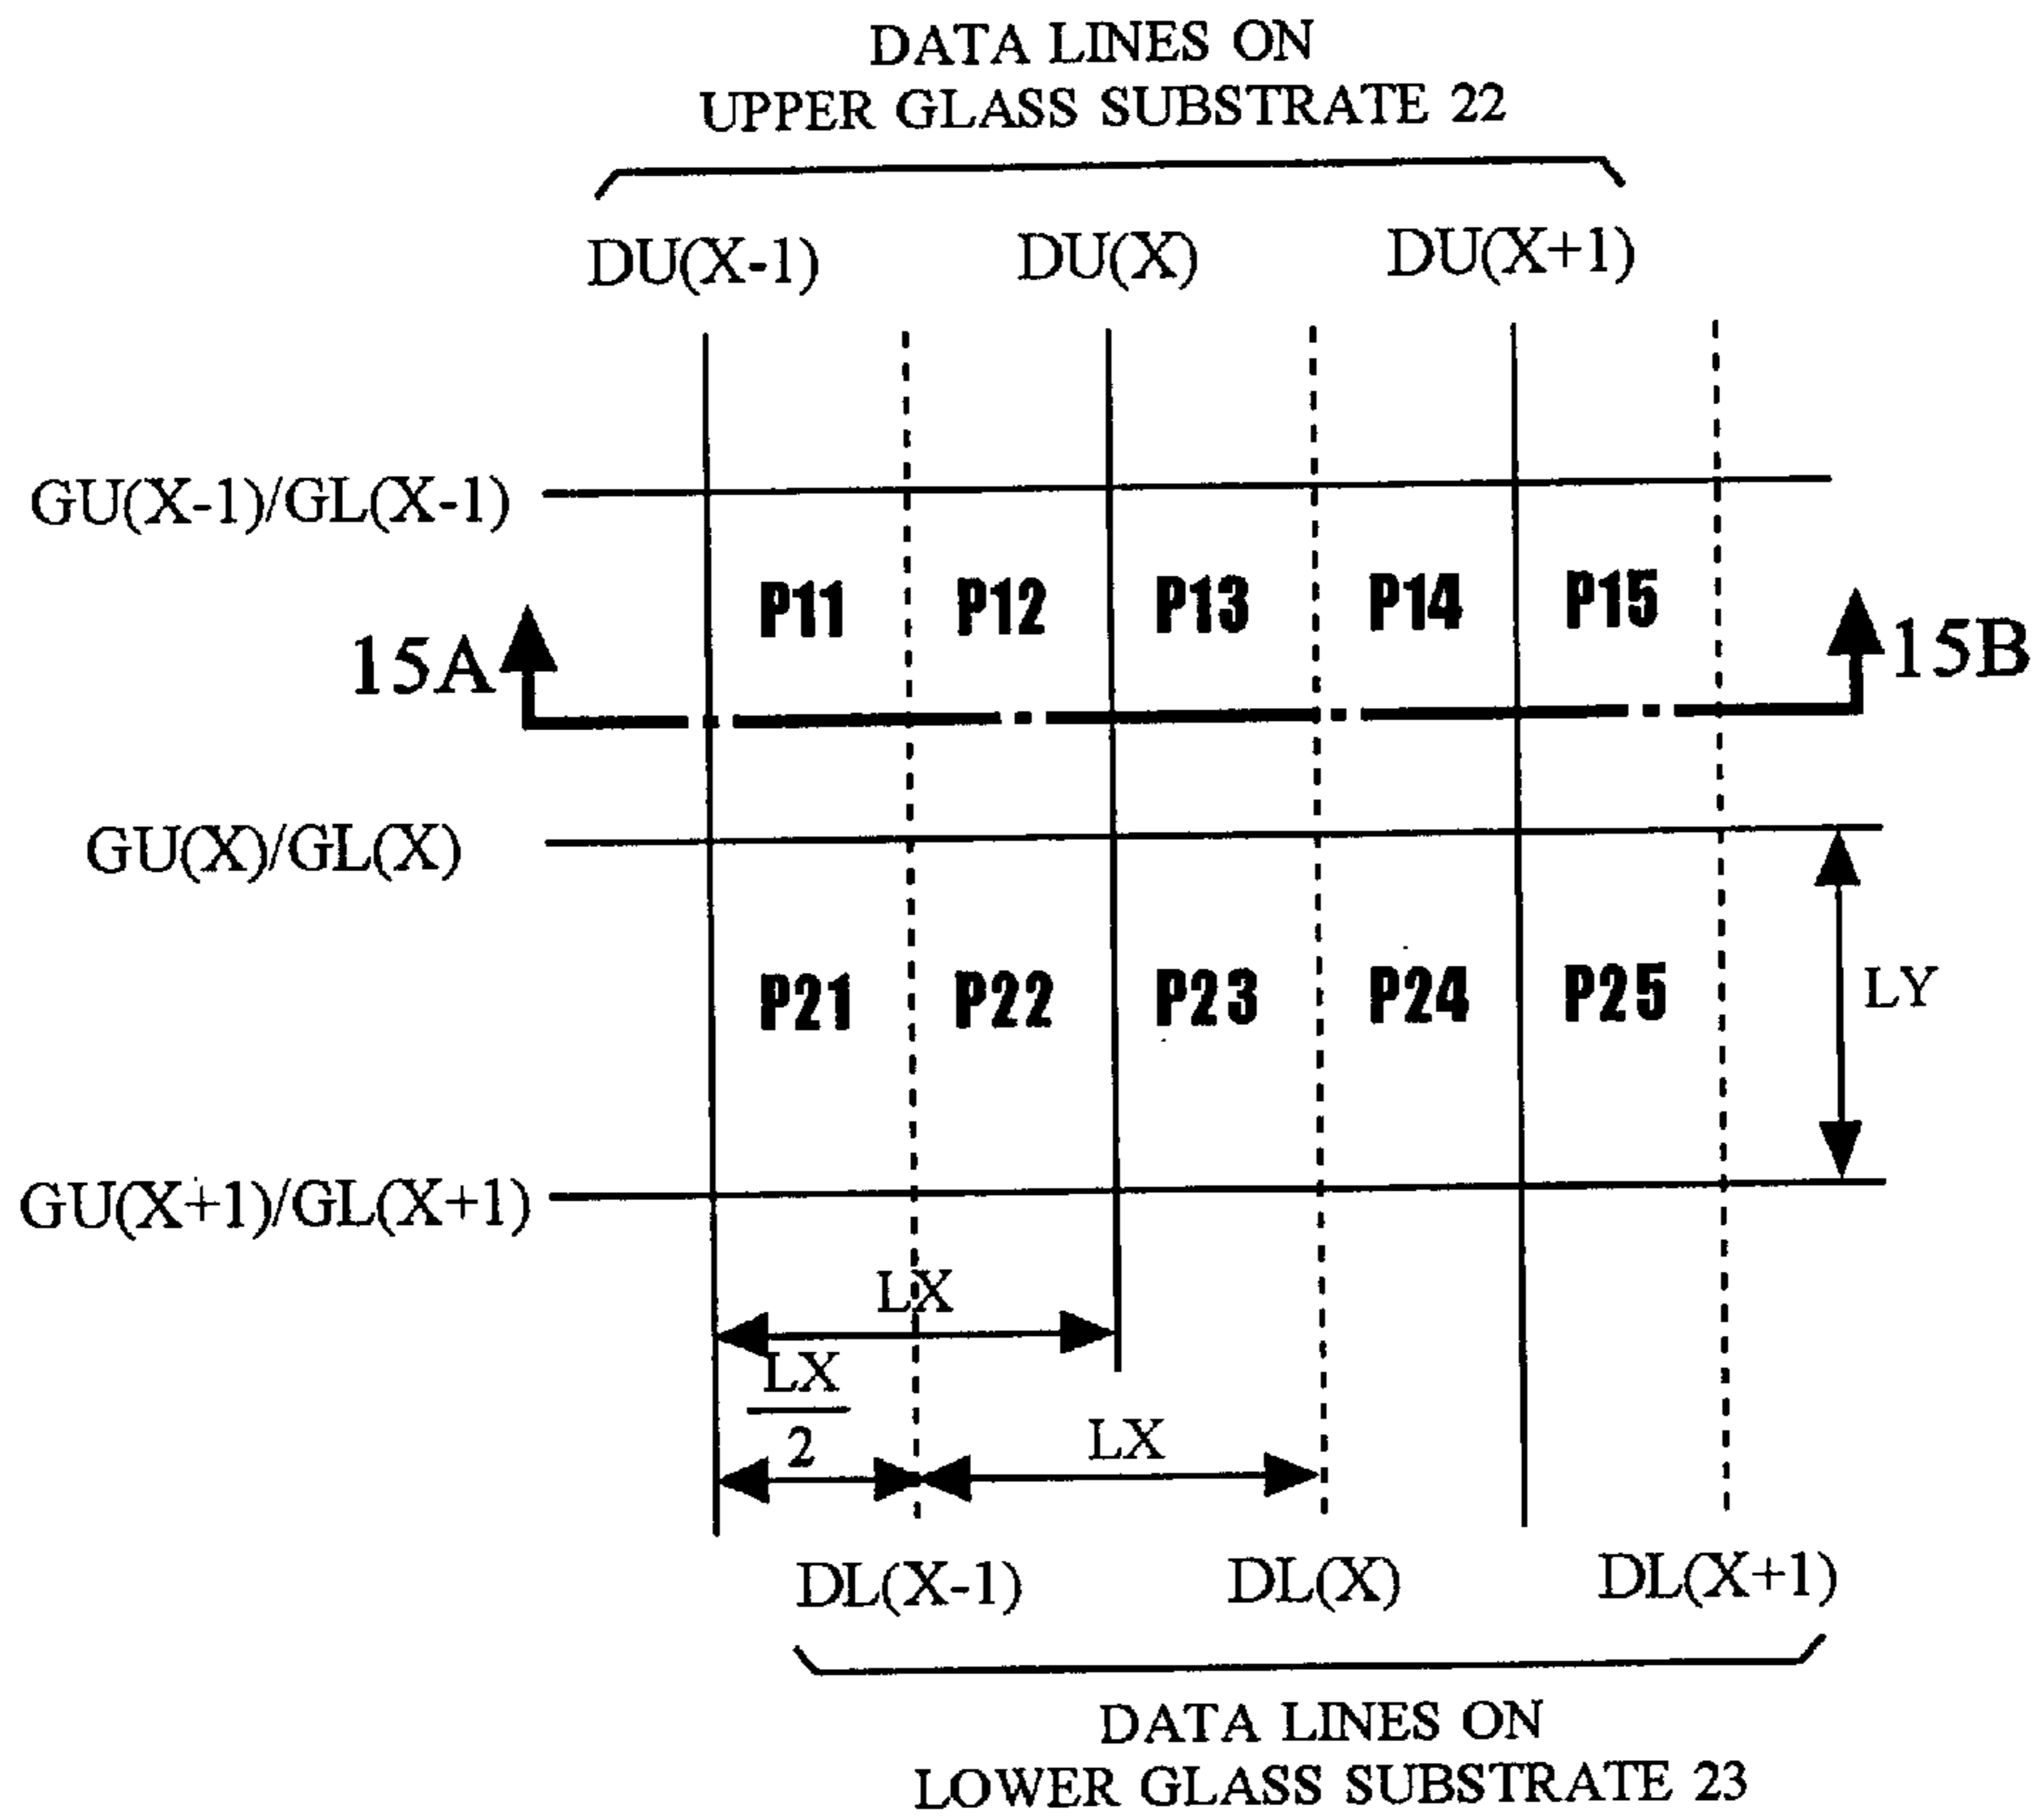 DATA LINES ON
UPPER GLASS SUBSTRATE 22
DU(X-1) DU(X) DU(X+1)
GU(X-1)/GL(X-1)
P11 P12 P13 P14 P15
15A 15B
GU(X)/GL(X)
P21 P22 P23 P24 P25
LY
GU(X+1)/GL(X+1)
LX
LX
2
LX
DL(X-1) DL(X) DL(X+1)
DATA LINES ON
LOWER GLASS SUBSTRATE 23